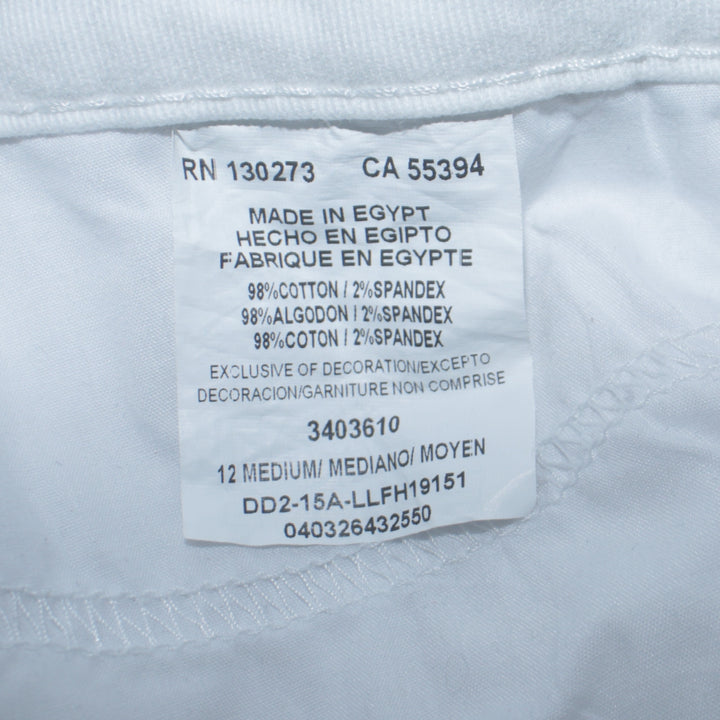 RN 130273 CA 55394
MADE IN EGYPT
HECHO EN EGIPTO
FABRIQUE EN EGYPTE
98%COTTON / 2%SPANDEX
98%ALGODON / 2%SPANDEX
98%COTON / 2%SPANDEX
EXCLUSIVE OF DECORATION/EXCEPTO
DECORACION/GARNITURE NON COMPRISE
3403610
12 MEDIUM/ MEDIANO/ MOYEN
DD2-15A-LLFH19151
040326432550